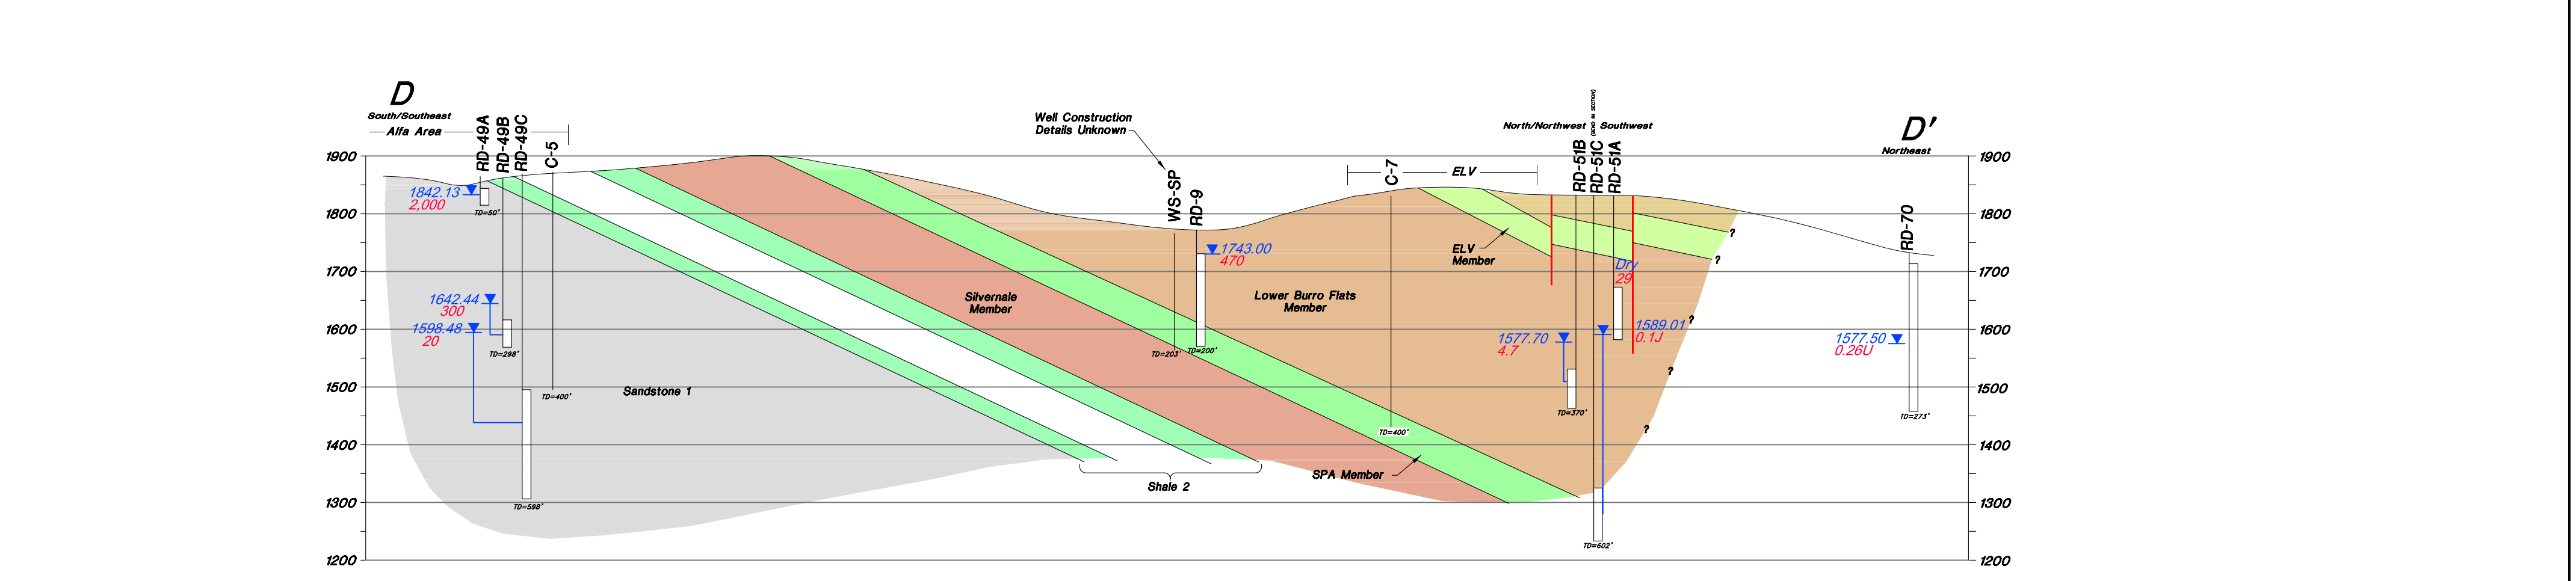 D
South/Southeast
Alfa Area
RD-49A
RD-49B
RD-49C
C-5
Well Construction
Details Unknown
WS-SP
RD-9
C-7
ELV
North/Northwest
(BEND IN SECTION)
Southwest
RD-51B
RD-51C
RD-51A
D'
Northeast
RD-70
1900
1800
1700
1600
1500
1400
1300
1200
1842.13
2,000
TD=50'
1642.44
300
1598.48
20
TD=298'
TD=400'
TD=598'
Sandstone 1
Silvernale
Member
1743.00
470
TD=203'
TD=200'
Lower Burro Flats
Member
ELV
Member
Shale 2
SPA Member
TD=400'
Dry
29
1577.70
4.7
TD=370'
1589.01
0.1J
TD=602'
?
?
?
?
?
1577.50
0.26U
TD=273'
1900
1800
1700
1600
1500
1400
1300
1200